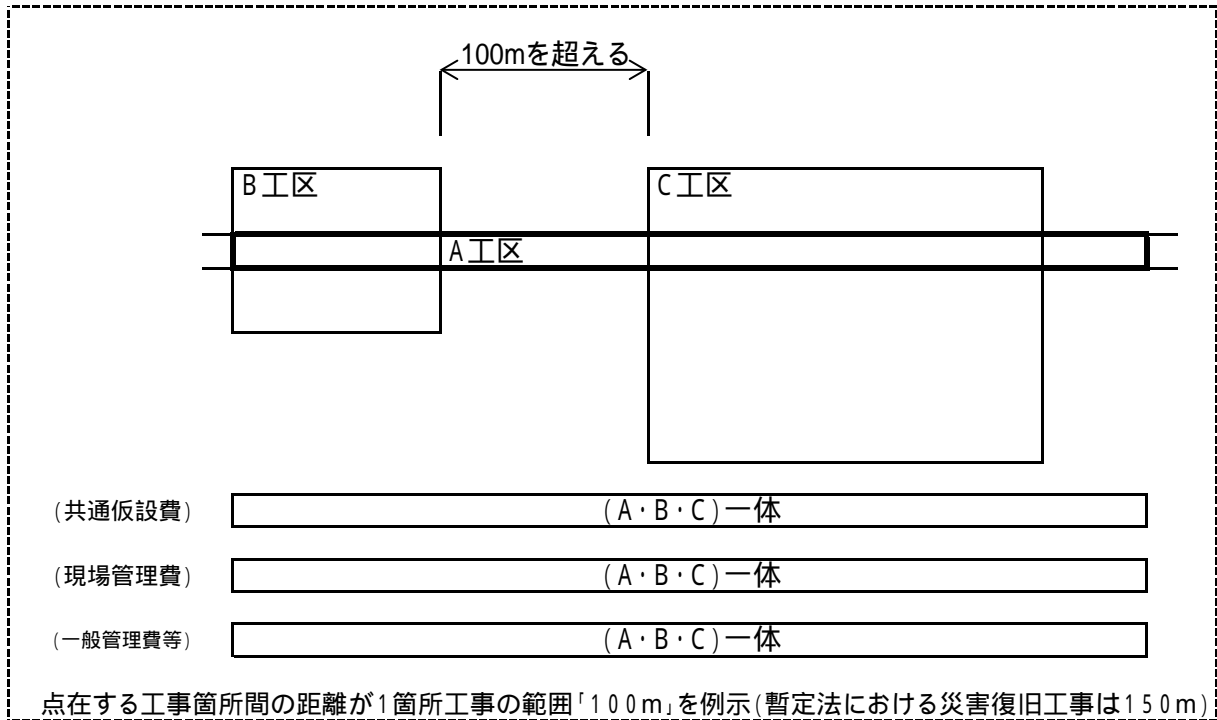 100mを超える
B工区
C工区
A工区
(共通仮設費)
(A・B・C)一体
(現場管理費)
(A・B・C)一体
(一般管理費等)
(A・B・C)一体
点在する工事箇所間の距離が1箇所工事の範囲「100m」を例示(暫定法における災害復旧工事は150m)